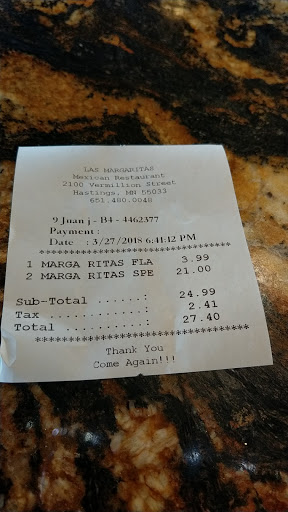 LAS MARGARITAS
Mexican Restaurant
2100 Vermillion Street
Hastings, MN 55033
651.480.0048
9 Juan j - B4 - 4462377
Payment :
Date : 3/27/2018 6:41:12 PM
********************************
1 MARGA RITAS FLA 3.99
2 MARGA RITAS SPE 21.00
Sub-Total ......: 24.99
Tax ............: 2.41
Total ..........: 27.40
***********************************
Thank You
Come Again!!!